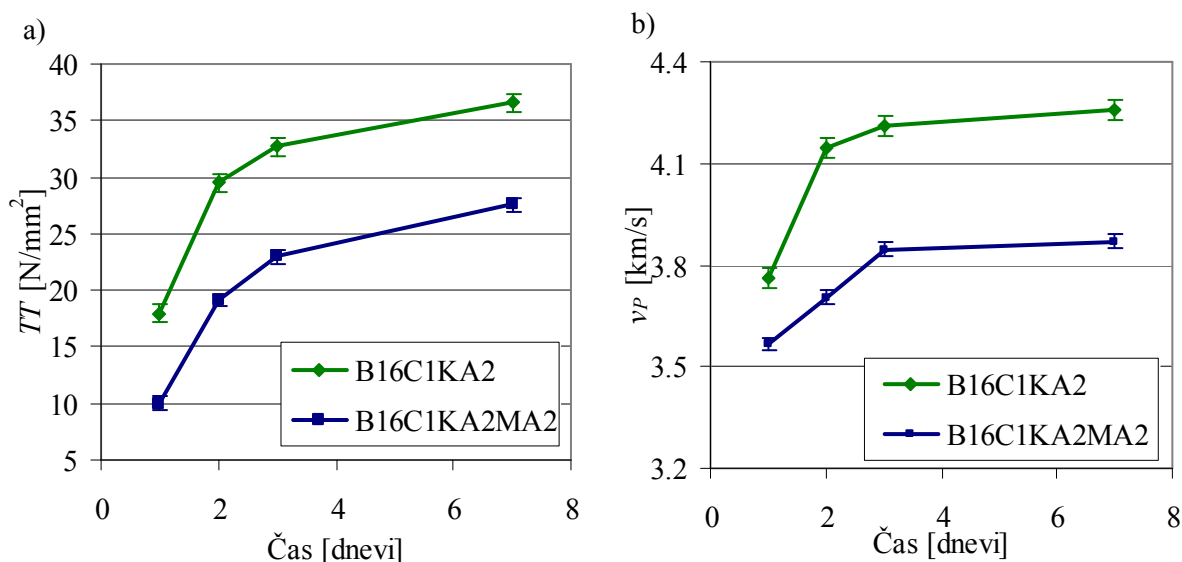 a)
TT [N/mm²]
40
35
30
25
20
15
10
5
0
2
4
6
8
Čas [dnevi]
B16C1KA2
B16C1KA2MA2
b)
vP [km/s]
4.4
4.1
3.8
3.5
3.2
0
2
4
6
8
Čas [dnevi]
B16C1KA2
B16C1KA2MA2